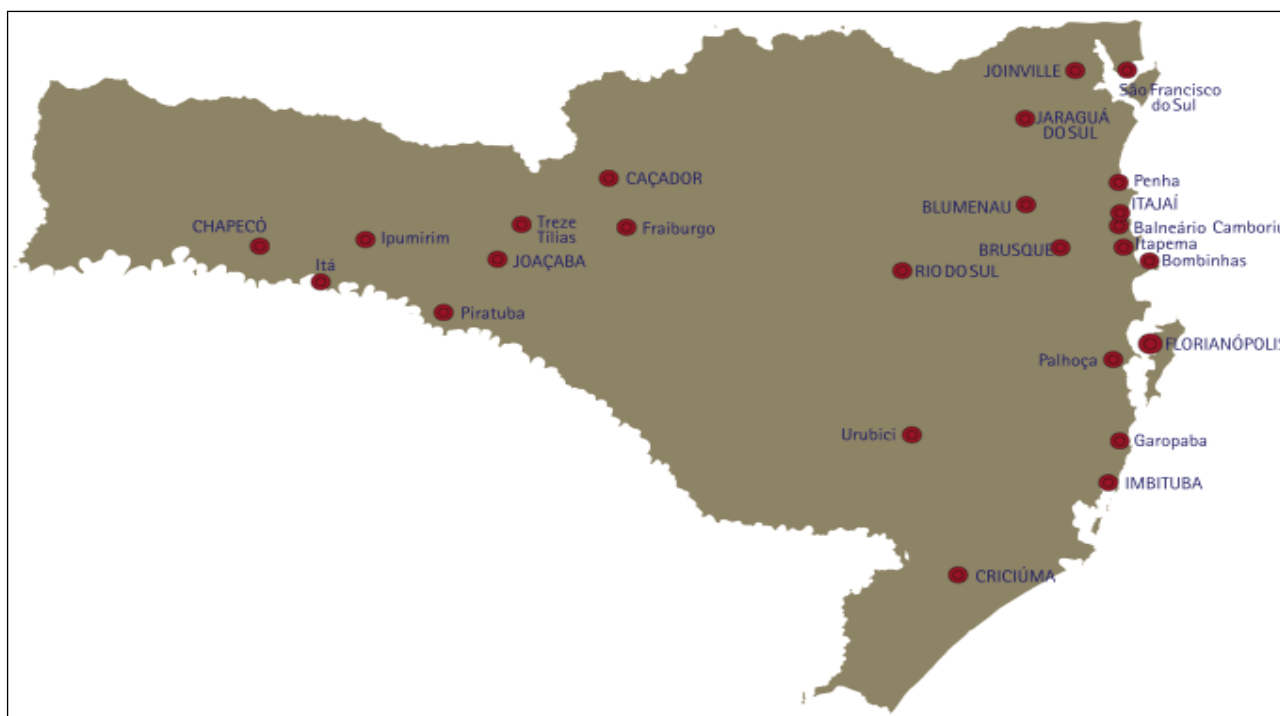 JOINVILLE
São Francisco
do Sul
JARAGUÁ
DO SUL
CAÇADOR
Penha
BLUMENAU
ITAJAÍ
CHAPECÓ
Treze
Tílias
Fraiburgo
Balneário Camboriu
Ipumirim
BRUSQUE
Itapema
Itá
JOAÇABA
RIO DO SUL
Bombinhas
Piratuba
FLORIANÓPOLIS
Palhoça
Urubici
Garopaba
IMBITUBA
CRICIÚMA